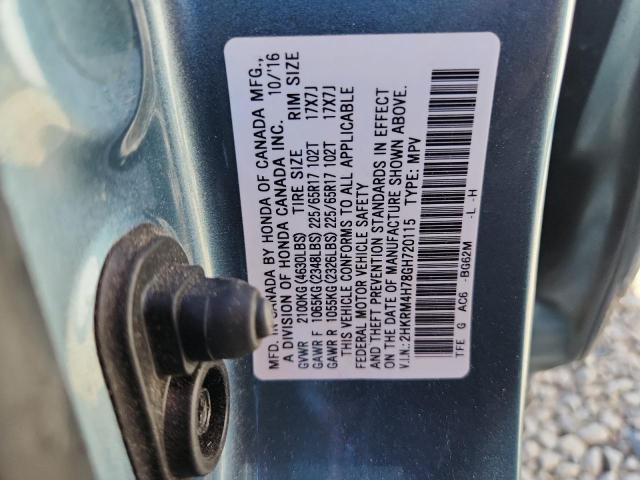 MFD. IN CANADA BY HONDA OF CANADA MFG.,
A DIVISION OF HONDA CANADA INC. 10/'16
GVWR 2100KG(4630LBS) TIRE SIZE RIM SIZE
GAWR F 1065KG(2348LBS) 225/65R17 102T 17X7J
GAWR R 1055KG(2326LBS) 225/65R17 102T 17X7J
THIS VEHICLE CONFORMS TO ALL APPLICABLE
FEDERAL MOTOR VEHICLE SAFETY
AND THEFT PREVENTION STANDARDS IN EFFECT
ON THE DATE OF MANUFACTURE SHOWN ABOVE.
V.I.N.: 2HKRM4H78GH720115 TYPE: MPV
TFE G AC6 -BG62M -L -H